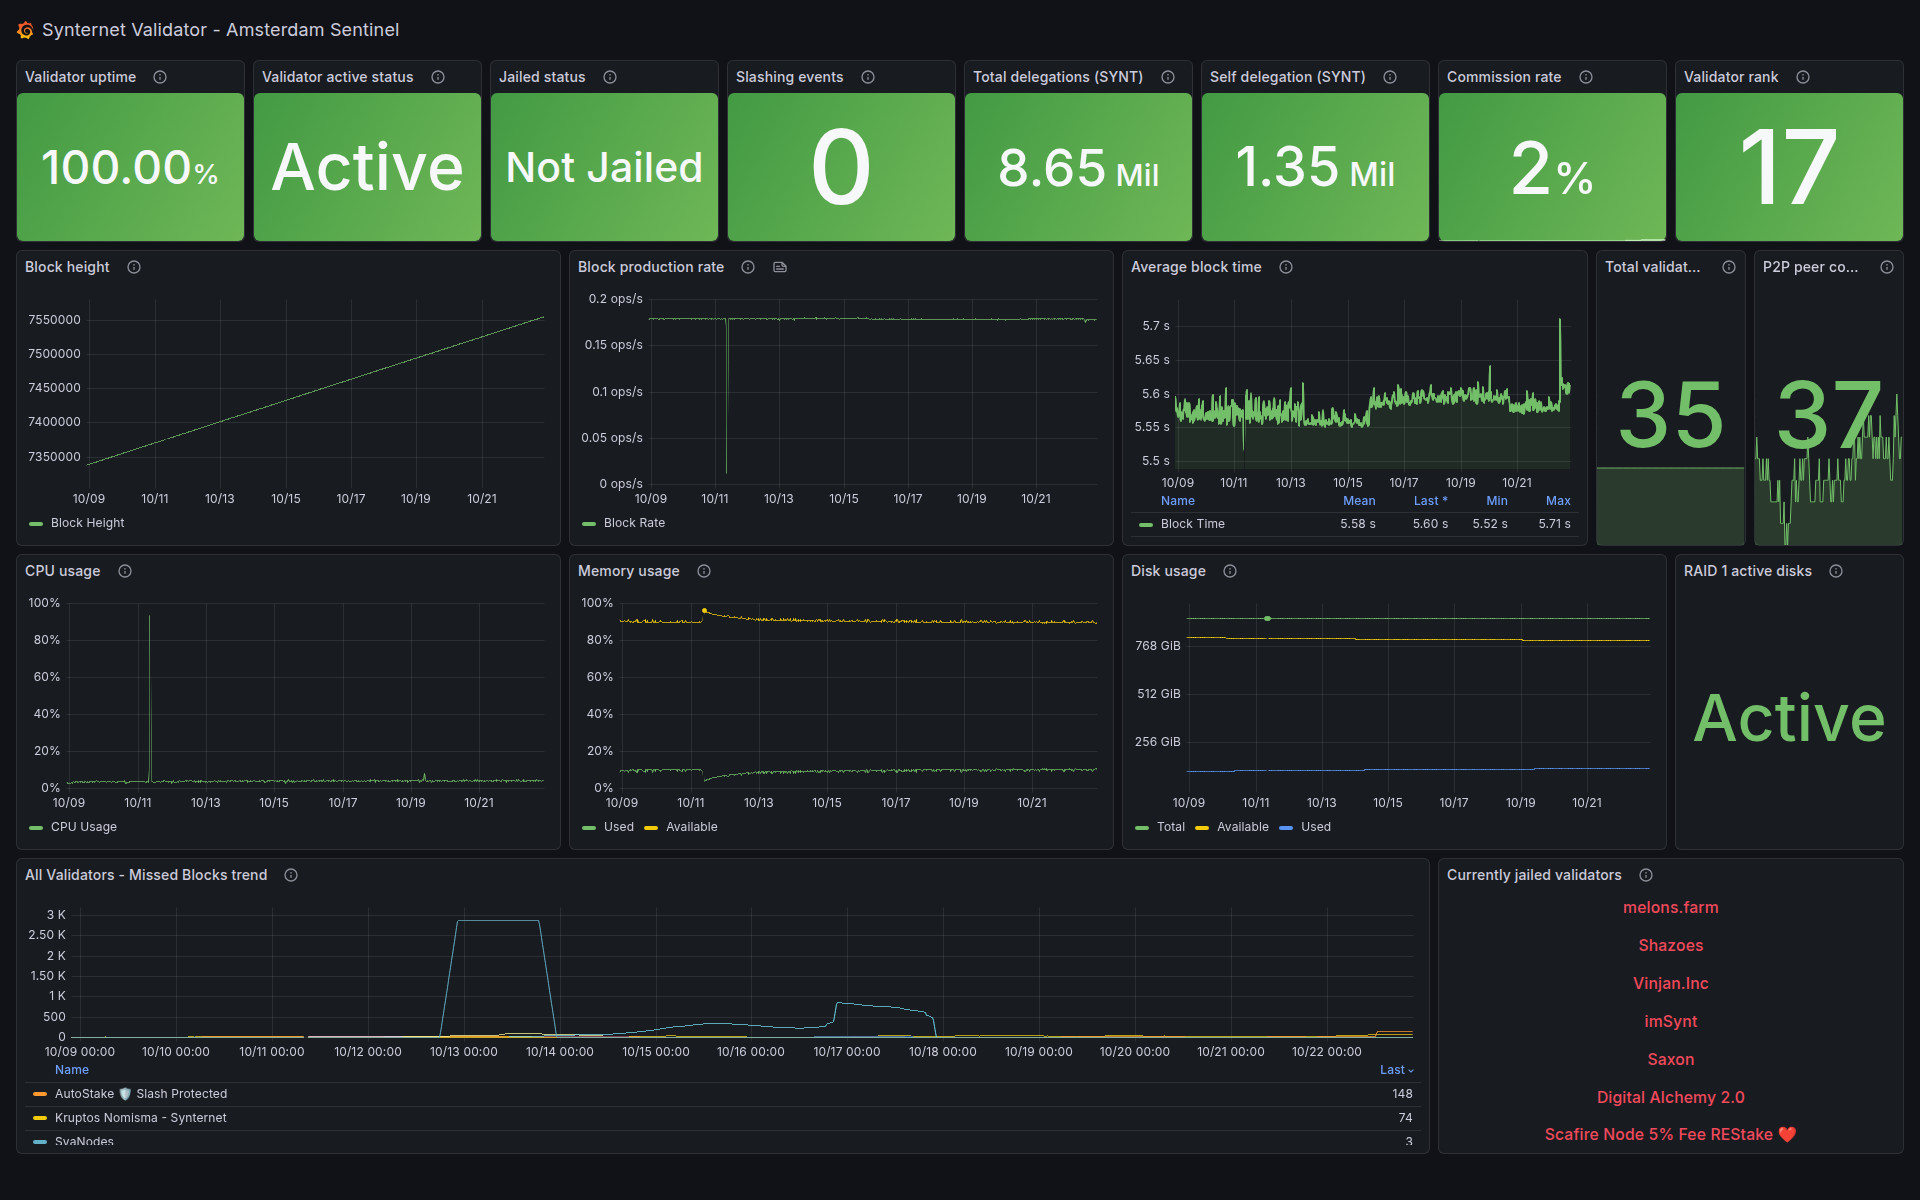 Synternet Validator - Amsterdam Sentinel
Validator uptime
100.00%
Validator active status
Active
Jailed status
Not Jailed
Slashing events
0
Total delegations (SYNT)
8.65 Mil
Self delegation (SYNT)
1.35 Mil
Commission rate
2%
Validator rank
17
Block height
7550000
7500000
7450000
7400000
7350000
10/09 10/11 10/13 10/15 10/17 10/19 10/21
Block Height
Block production rate
0.2 ops/s
0.15 ops/s
0.1 ops/s
0.05 ops/s
0 ops/s
10/09 10/11 10/13 10/15 10/17 10/19 10/21
Block Rate
Average block time
5.7 s
5.65 s
5.6 s
5.55 s
5.5 s
10/09 10/11 10/13 10/15 10/17 10/19 10/21
Name Mean Last * Min Max
Block Time 5.58 s 5.60 s 5.52 s 5.71 s
Total validat...
35
P2P peer co...
37
CPU usage
100%
80%
60%
40%
20%
0%
10/09 10/11 10/13 10/15 10/17 10/19 10/21
CPU Usage
Memory usage
100%
80%
60%
40%
20%
0%
10/09 10/11 10/13 10/15 10/17 10/19 10/21
Used Available
Disk usage
768 GiB
512 GiB
256 GiB
10/09 10/11 10/13 10/15 10/17 10/19 10/21
Total Available Used
RAID 1 active disks
Active
All Validators - Missed Blocks trend
3 K
2.50 K
2 K
1.50 K
1 K
500
0
10/09 00:00 10/10 00:00 10/11 00:00 10/12 00:00 10/13 00:00 10/14 00:00 10/15 00:00 10/16 00:00 10/17 00:00 10/18 00:00 10/19 00:00 10/20 00:00 10/21 00:00 10/22 00:00
Name Last
AutoStake 🛡️ Slash Protected 148
Kruptos Nomisma - Synternet 74
SvaNodes 3
Currently jailed validators
melons.farm
Shazoes
Vinjan.Inc
imSynt
Saxon
Digital Alchemy 2.0
Scafire Node 5% Fee REStake ❤️